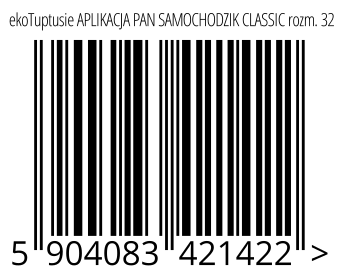 ekoTuptusie APLIKACJA PAN SAMOCHODZIK CLASSIC rozm. 32
5 904083 421422 >